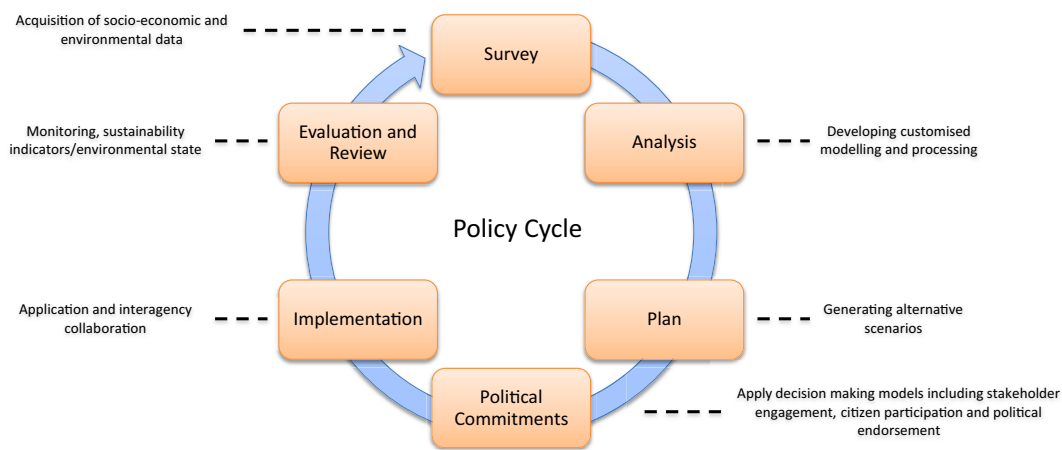 Acquisition of socio-economic and
environmental data
Survey
Monitoring, sustainability
indicators/environmental state
Evaluation and
Review
Analysis
Developing customised
modelling and processing
Policy Cycle
Application and interagency
collaboration
Implementation
Plan
Generating alternative
scenarios
Political
Commitments
Apply decision making models including stakeholder
engagement, citizen participation and political
endorsement